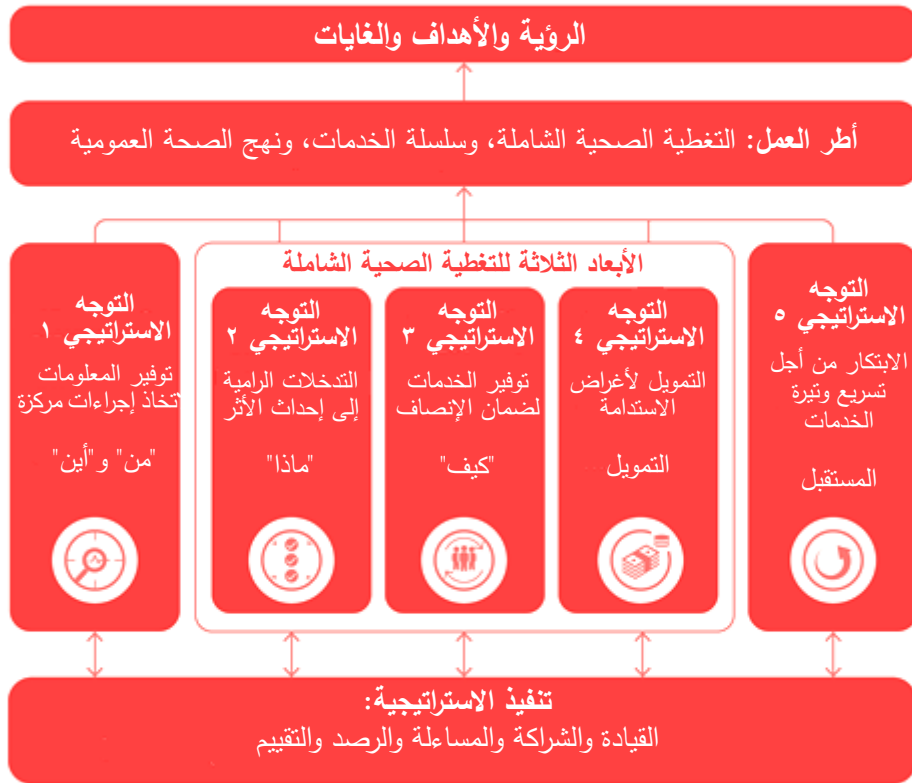 الرؤية والأهداف والغايات
أطر العمل: التغطية الصحية الشاملة، وسلسلة الخدمات، ونهج الصحة العمومية
الأبعاد الثلاثة للتغطية الصحية الشاملة
التوجه
الاستراتيجي ١
توفير المعلومات
تخاذ إجراءات مركزة
"من" و"أين"
التوجه
الاستراتيجي ٢
التدخلات الرامية
إلى إحداث الأثر
"ماذا"
التوجه
الاستراتيجي ٣
توفير الخدمات
لضمان الإنصاف
"كيف"
التوجه
الاستراتيجي ٤
التمويل لأغراض
الاستدامة
التمويل
التوجه
الاستراتيجي ٥
الابتكار من أجل
تسريع وتيرة
الخدمات
المستقبل
تنفيذ الاستراتيجية:
القيادة والشراكة والمساءلة والرصد والتقييم